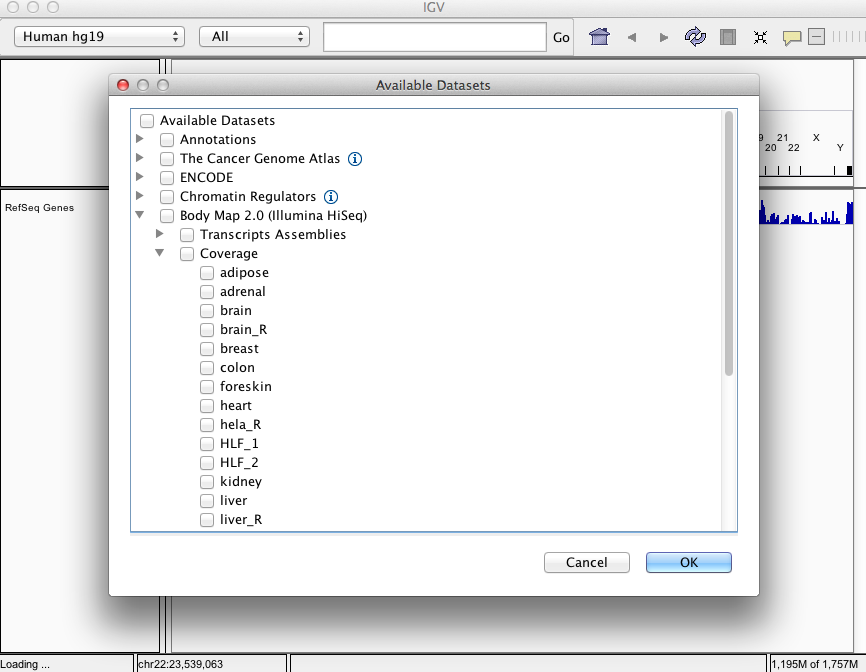 IGV
Human hg19 All Go
Available Datasets
Available Datasets
Annotations
The Cancer Genome Atlas
ENCODE
Chromatin Regulators
Body Map 2.0 (Illumina HiSeq)
Transcripts Assemblies
Coverage
adipose
adrenal
brain
brain_R
breast
colon
foreskin
heart
hela_R
HLF_1
HLF_2
kidney
liver
liver_R
Cancel OK
21 X
20 22 Y
RefSeq Genes
Loading ... chr22:23,539,063 1,195M of 1,757M